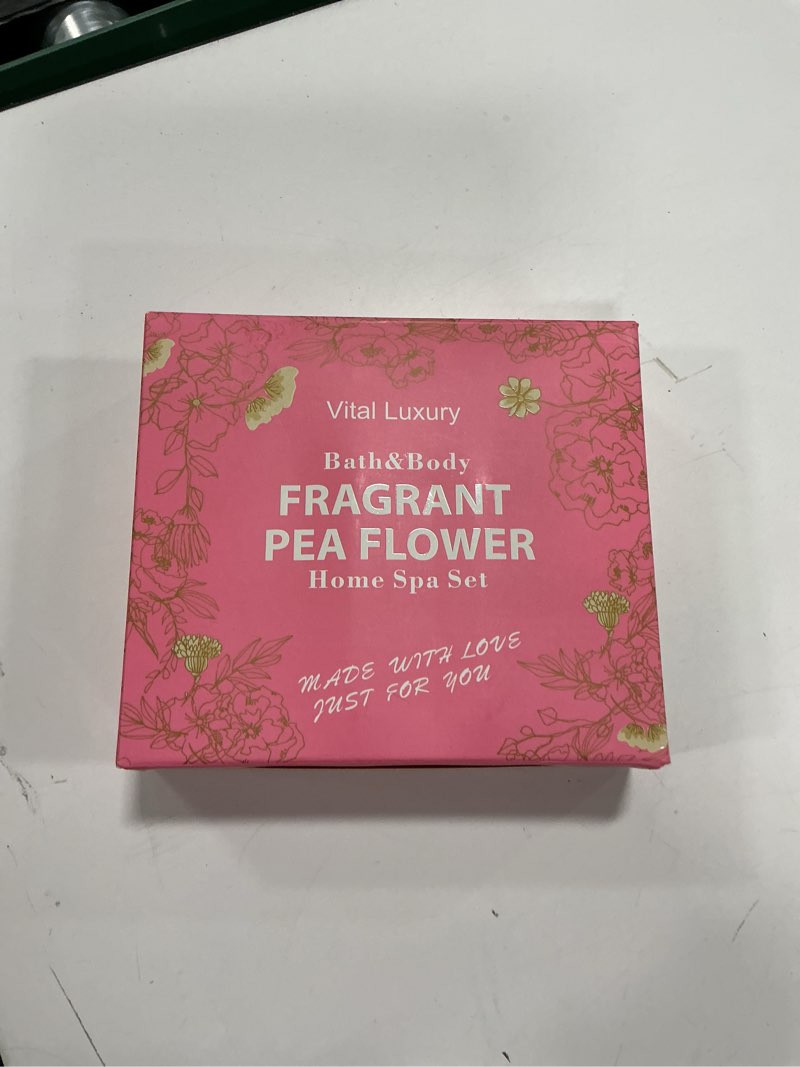 Vital Luxury
Bath&Body
FRAGRANT
PEA FLOWER
Home Spa Set
MADE WITH LOVE
JUST FOR YOU